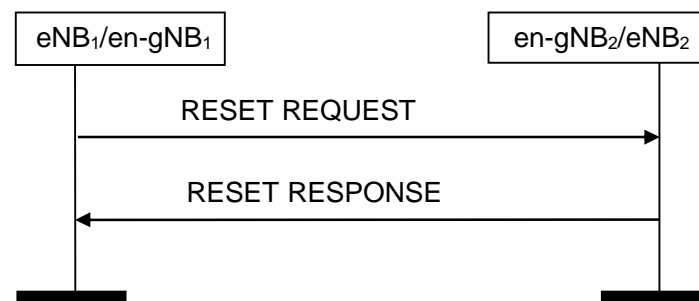 eNB₁/en-gNB₁
en-gNB₂/eNB₂
RESET REQUEST
RESET RESPONSE